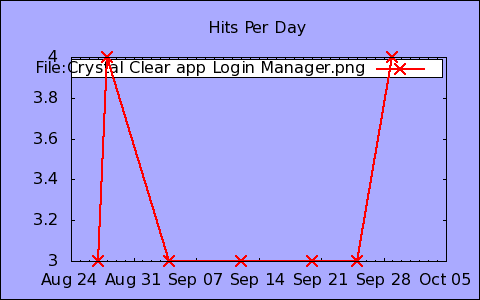 Hits Per Day
File:Crystal Clear app Login Manager.png
4
3.8
3.6
3.4
3.2
3
Aug 24 Aug 31 Sep 07 Sep 14 Sep 21 Sep 28 Oct 05